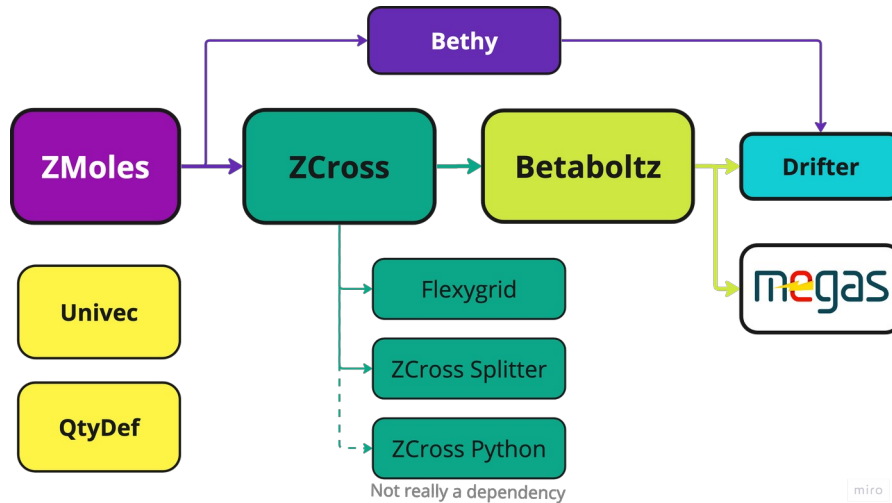 Bethy
ZMoles
ZCross
Betaboltz
Drifter
megas
Univec
Flexygrid
ZCross Splitter
QtyDef
ZCross Python
Not really a dependency
miro